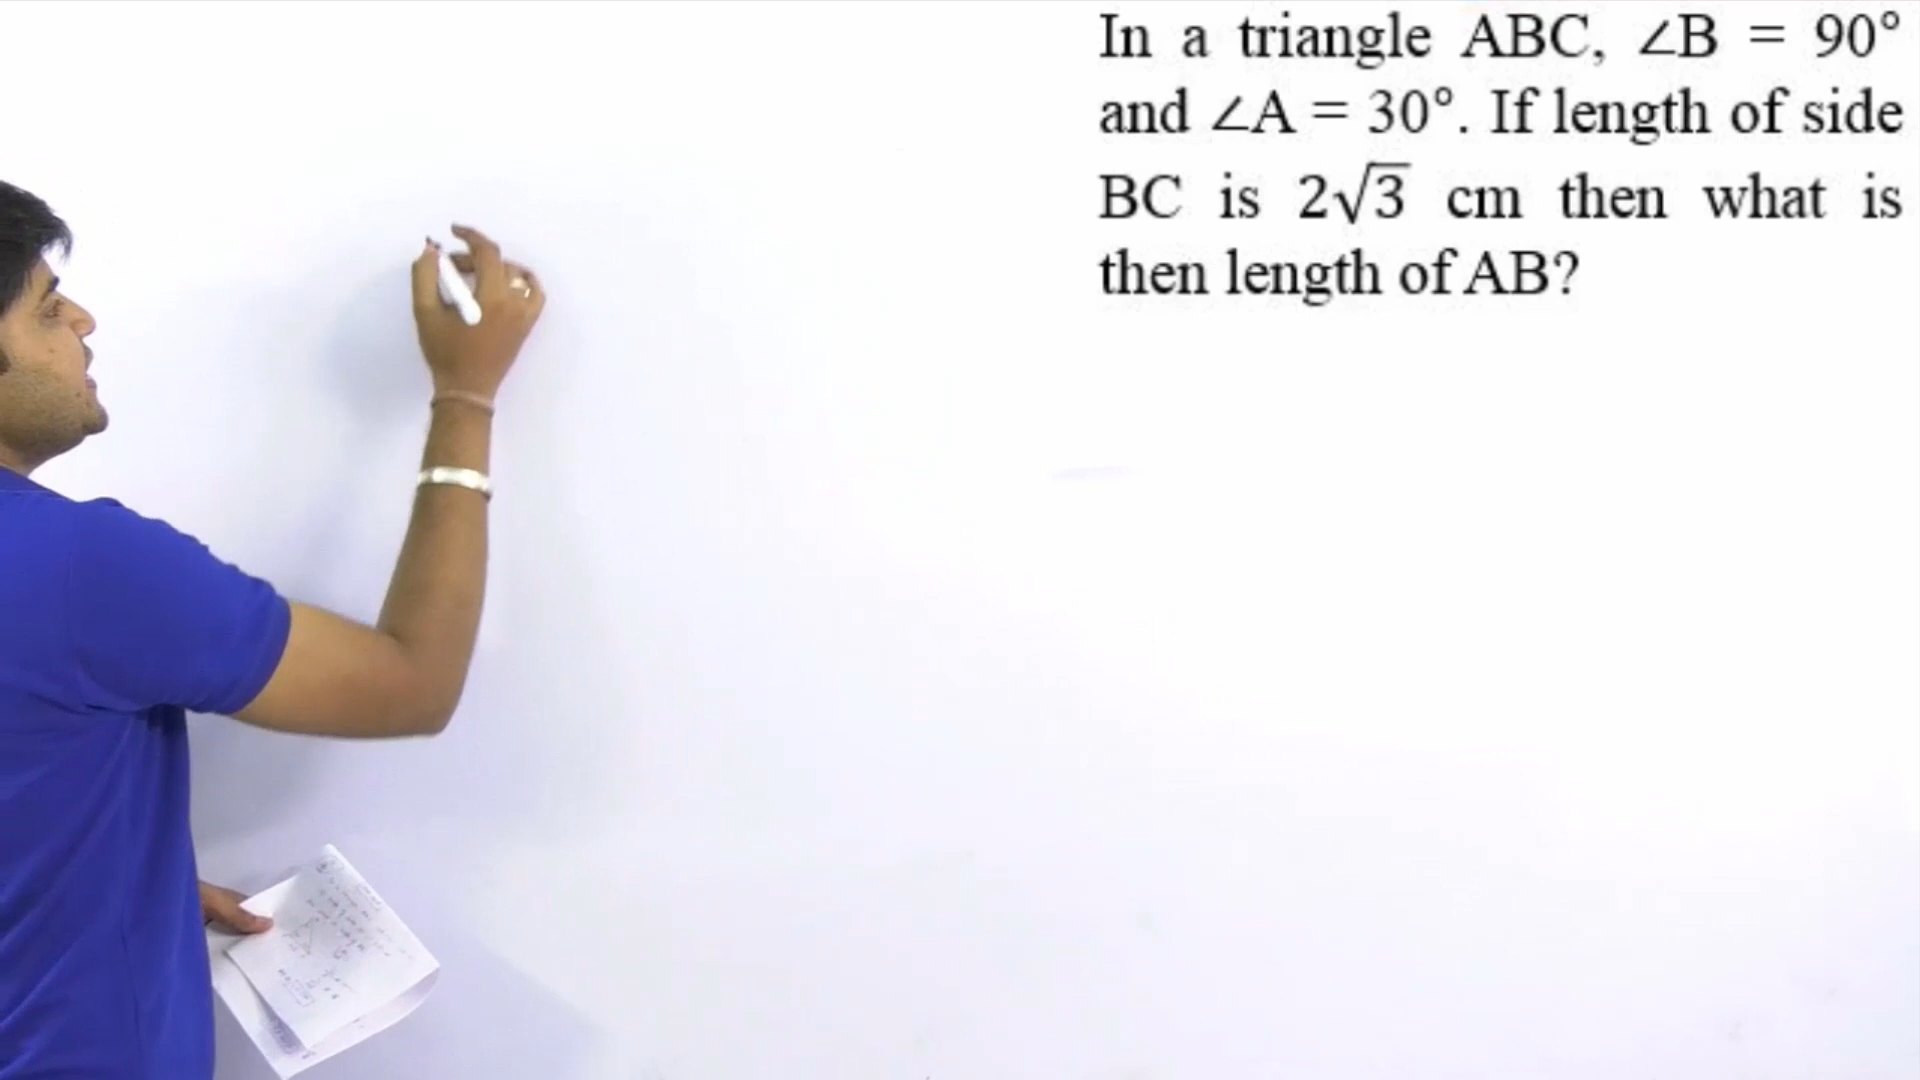 In a triangle ABC, ∠B = 90°
and ∠A = 30°. If length of side
BC is 2√3 cm then what is
then length of AB?